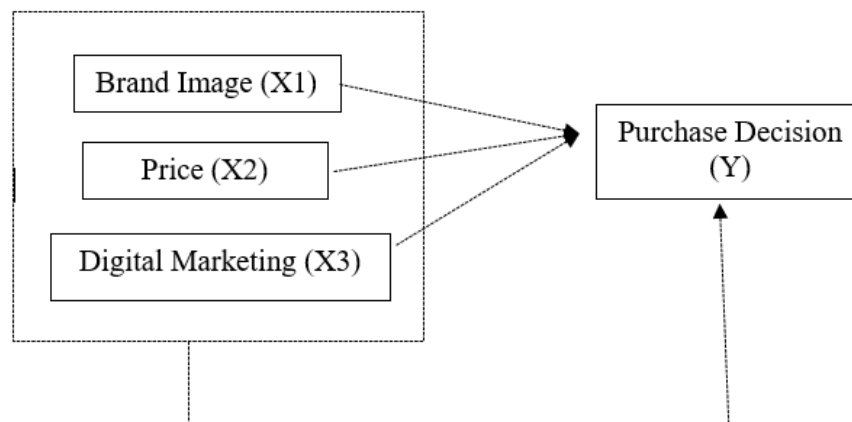 Brand Image (X1)
Price (X2)
Digital Marketing (X3)
Purchase Decision
(Y)